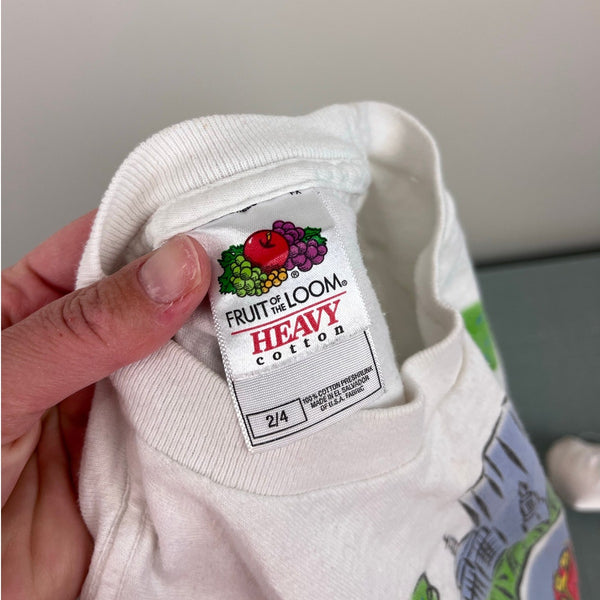 FRUIT OF THE LOOM®
HEAVY
cotton
2/4
100% COTTON PRESHRUNK
MADE IN EL SALVADOR
OF U.S.A. FABRIC